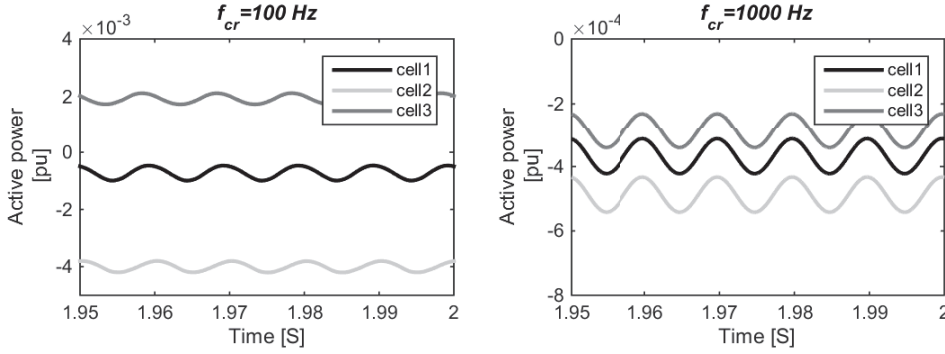 f_cr=100 Hz
×10^-3
4
2
0
-2
-4
Active power
[pu]
cell1
cell2
cell3
1.95 1.96 1.97 1.98 1.99 2
Time [S]
f_cr=1000 Hz
×10^-4
0
-2
-4
-6
-8
Active power
[pu]
cell1
cell2
cell3
1.95 1.96 1.97 1.98 1.99 2
Time [S]